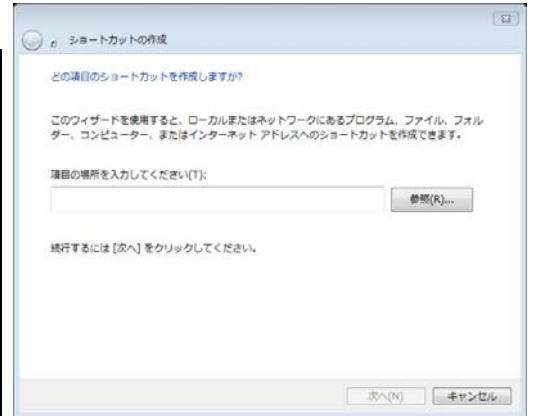 ショートカットの作成
どの項目のショートカットを作成しますか?
このウィザードを使用すると、ローカルまたはネットワークにあるプログラム、ファイル、フォル
ダー、コンピューター、またはインターネット アドレスへのショートカットを作成できます。
項目の場所を入力してください(T):
参照(R)...
続行するには [次へ] をクリックしてください。
次へ(N)
キャンセル